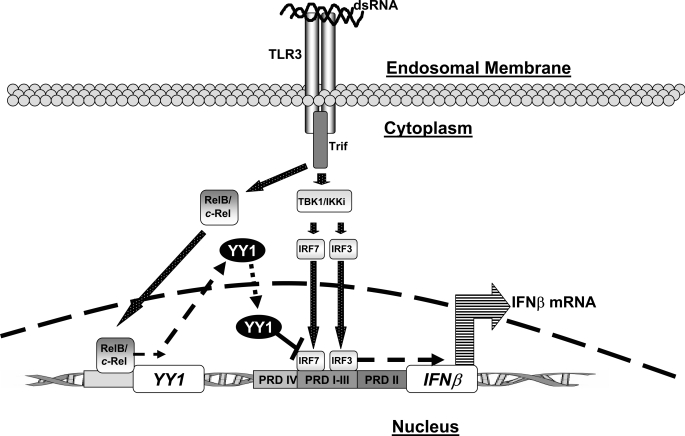 dsRNA
TLR3
Endosomal Membrane
Cytoplasm
Trif
RelB/
c-Rel
TBK1/IKKi
YY1
IRF7
IRF3
IFNβ mRNA
YY1
RelB/
c-Rel
IRF7
IRF3
YY1
PRD IV
PRD I-III
PRD II
IFNβ
Nucleus